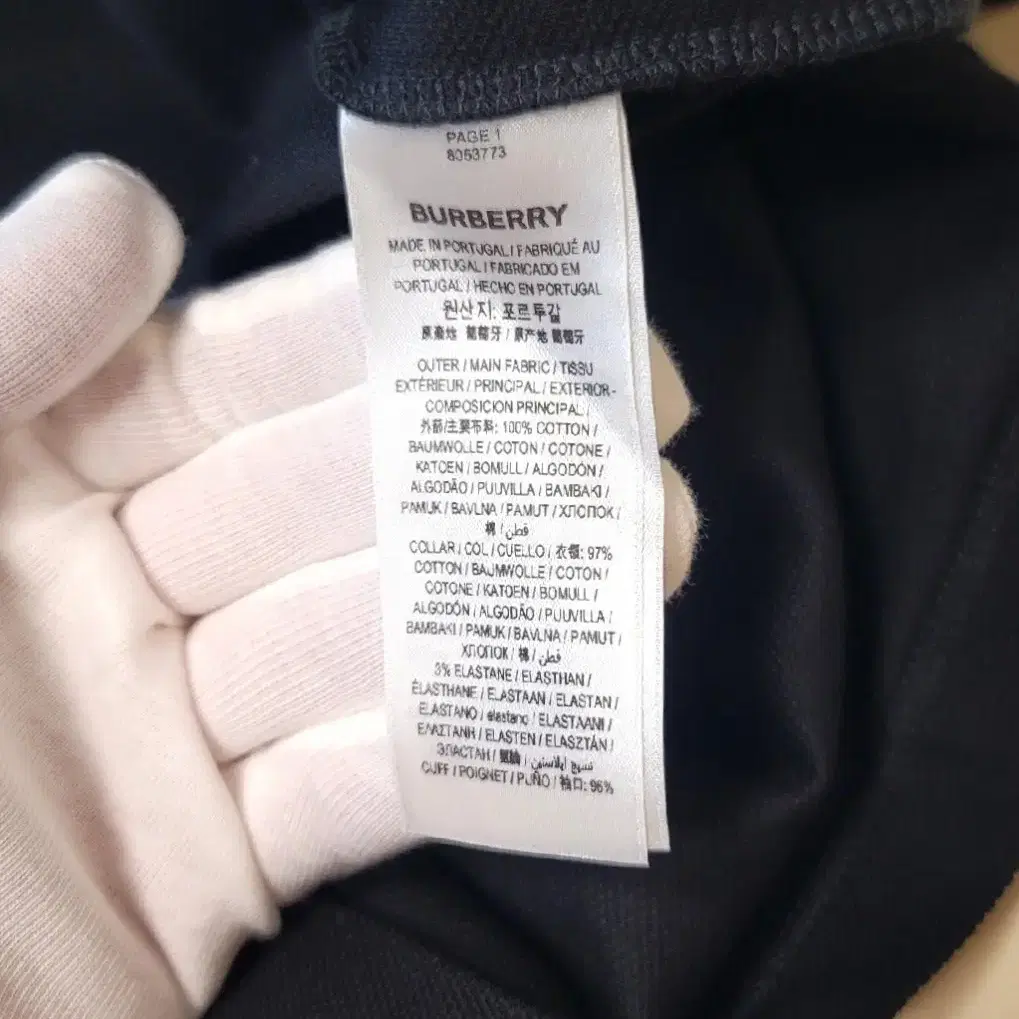 PAGE 1
8053773
BURBERRY
MADE IN PORTUGAL / FABRIQUÉ AU
PORTUGAL / FABRICADO EM
PORTUGAL / HECHO EN PORTUGAL
원산지: 포르투갈
原產地 葡萄牙 / 原产地 葡萄牙
OUTER / MAIN FABRIC / TISSU
EXTÉRIEUR / PRINCIPAL / EXTERIOR-
COMPOSICION PRINCIPAL /
外部/主要布料: 100% COTTON /
BAUMWOLLE / COTON / COTONE /
KATOEN / BOMULL / ALGODÓN /
ALGODÃO / PUUVILLA / BAMBAKI /
PAMUK / BAVLNA / PAMUT / ХЛОПОК /
棉 / قطن /
COLLAR / COL / CUELLO / 衣領: 97%
COTTON / BAUMWOLLE / COTON /
COTONE / KATOEN / BOMULL /
ALGODÓN / ALGODÃO / PUUVILLA /
BAMBAKI / PAMUK / BAVLNA / PAMUT /
ХЛОПОК / 棉 / قطن /
3% ELASTANE / ELASTHAN /
ÉLASTHANE / ELASTAAN / ELASTAN /
ELASTANO / elastano / ELASTAANI /
ΕΛΑΣΤΑΝΗ / ELASTEN / ELASZTÁN /
ЭЛАСТАН / نسيج إيلاستين /
CUFF / POIGNET / PUÑO / 袖口: 96%